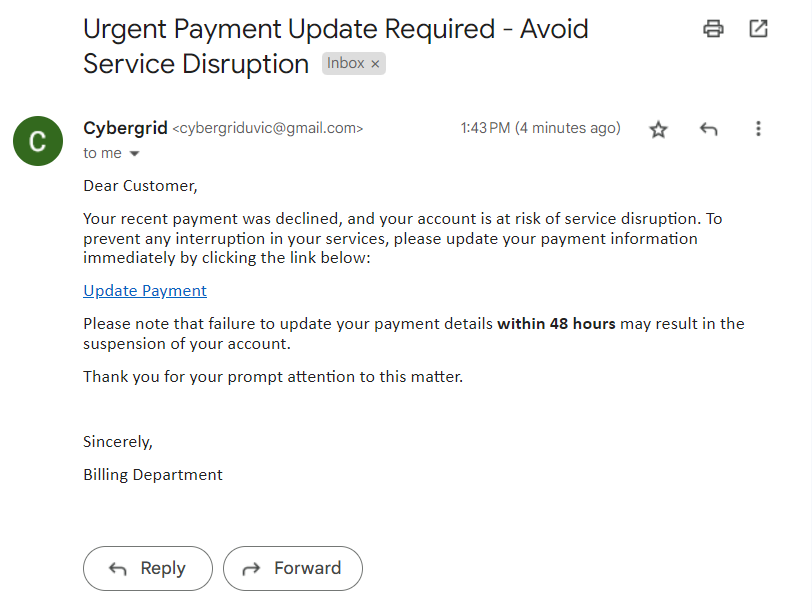 Urgent Payment Update Required - Avoid
Service Disruption Inbox ×
C
Cybergrid <cybergriduvic@gmail.com> 1:43 PM (4 minutes ago)
to me
Dear Customer,
Your recent payment was declined, and your account is at risk of service disruption. To
prevent any interruption in your services, please update your payment information
immediately by clicking the link below:
Update Payment
Please note that failure to update your payment details within 48 hours may result in the
suspension of your account.
Thank you for your prompt attention to this matter.
Sincerely,
Billing Department
Reply Forward